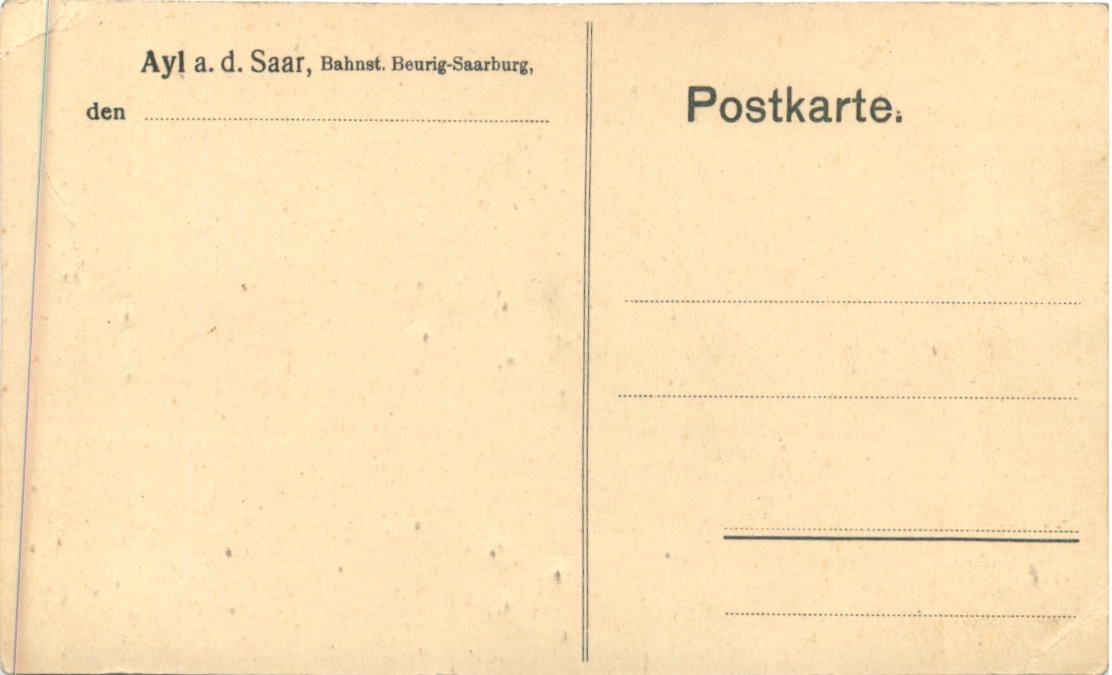 Ayl a. d. Saar, Bahnst. Beurig-Saarburg,
den
Postkarte.